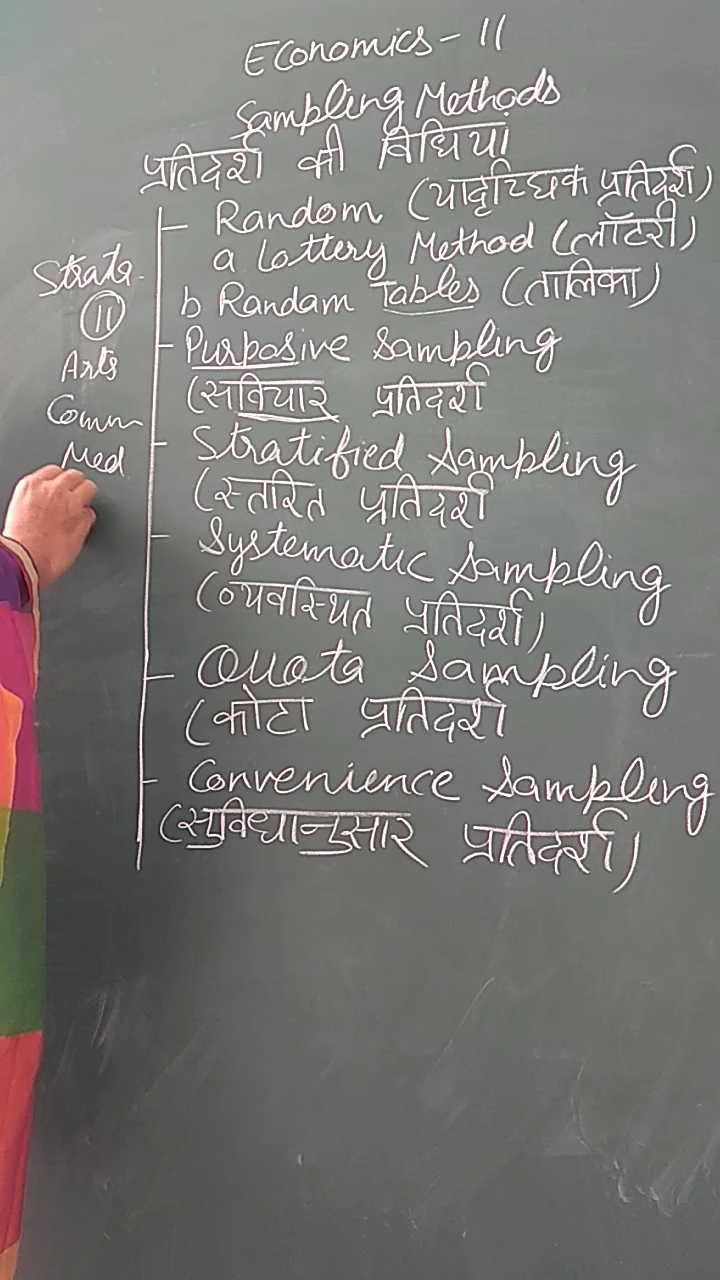 Economics - 11
Sampling Methods
प्रतिदर्श की विधियां
- Random (यादृच्छिक प्रतिदर्श)
a Lottery Method (लॉटरी)
b Randam Tables (तालिका)
- Purposive Sampling
(सविचार प्रतिदर्श
- Stratified Sampling
(स्तरित प्रतिदर्श
- Systematic Sampling
(व्यवस्थित प्रतिदर्श)
- Quota Sampling
(कोटा प्रतिदर्श
- Convenience Sampling
(सुविधानुसार प्रतिदर्श)
Strata
11
Arts
Comm
Med